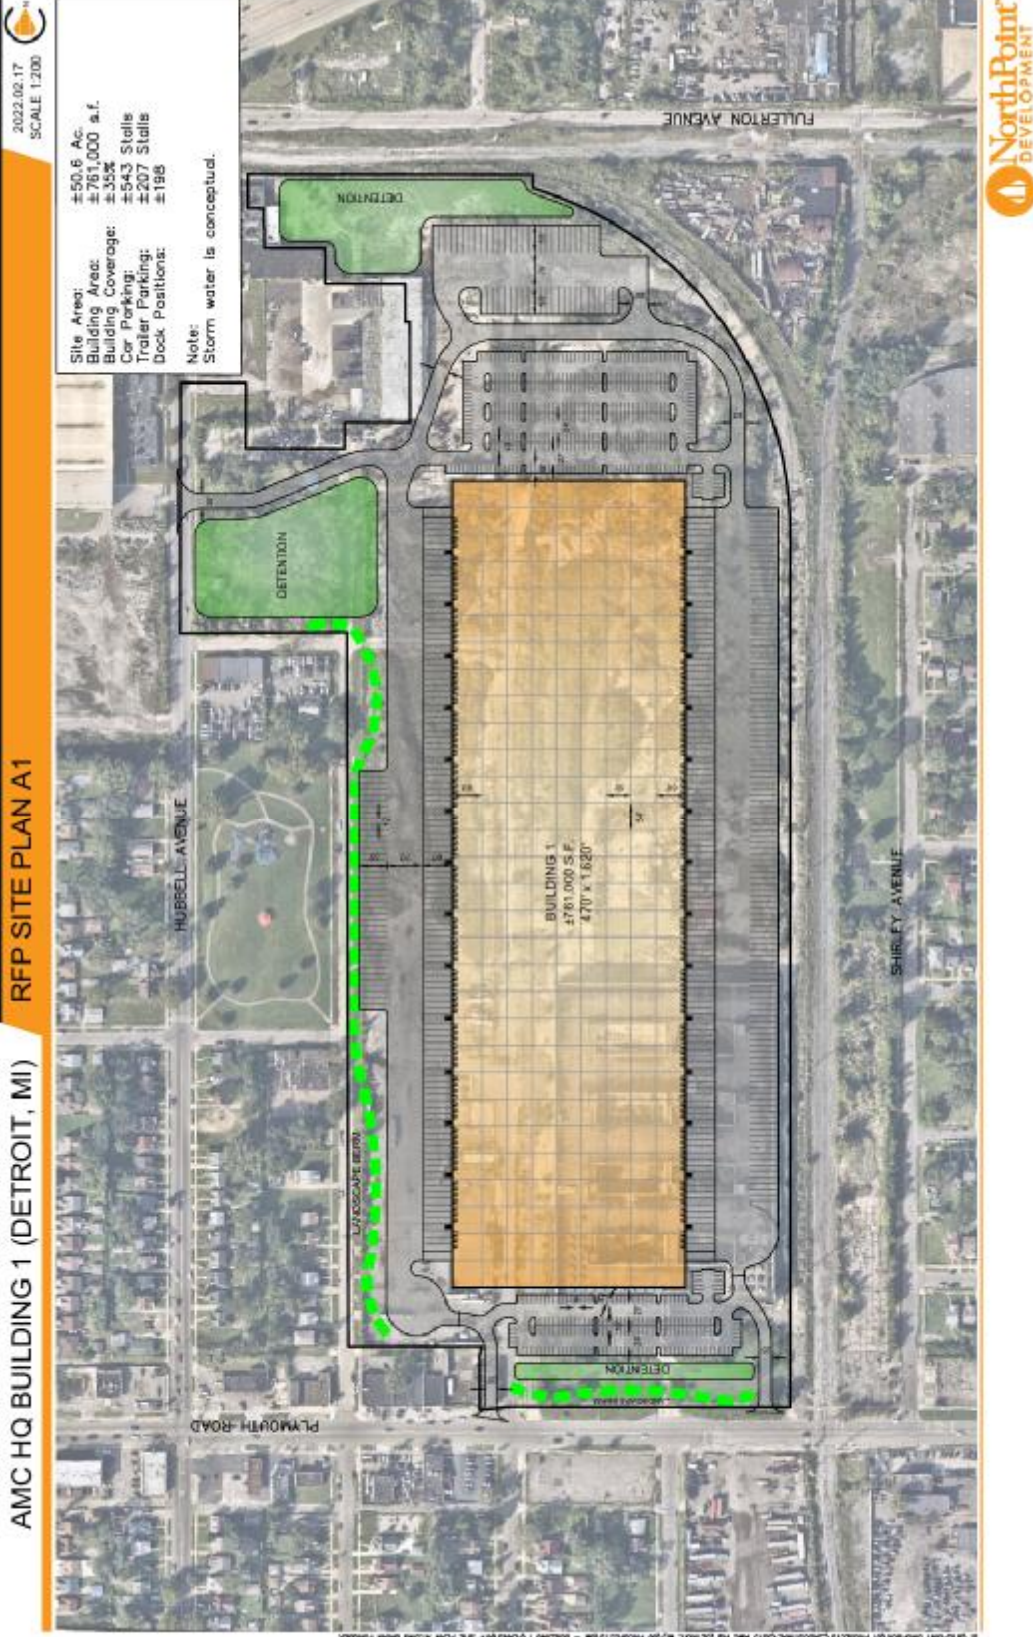 AMC HQ BUILDING 1 (DETROIT, MI)
RFP SITE PLAN A1
2022.02.17
SCALE 1:200
Site Area: ±50.6 Ac.
Building Area: ±761,000 s.f.
Building Coverage: ±35%
Car Parking: ±543 Stalls
Trailer Parking: ±207 Stalls
Dock Positions: ±198
Note:
Storm water is conceptual.
HUBBELL AVENUE
PLYMOUTH ROAD
FULLERTON AVENUE
SHIRLEY AVENUE
DETENTION
DETENTION
DETENTION
LANDSCAPE BERM
LANDSCAPE BERM
BUILDING 1
±761,000 S.F.
470' x 1,620'
NorthPoint
DEVELOPMENT